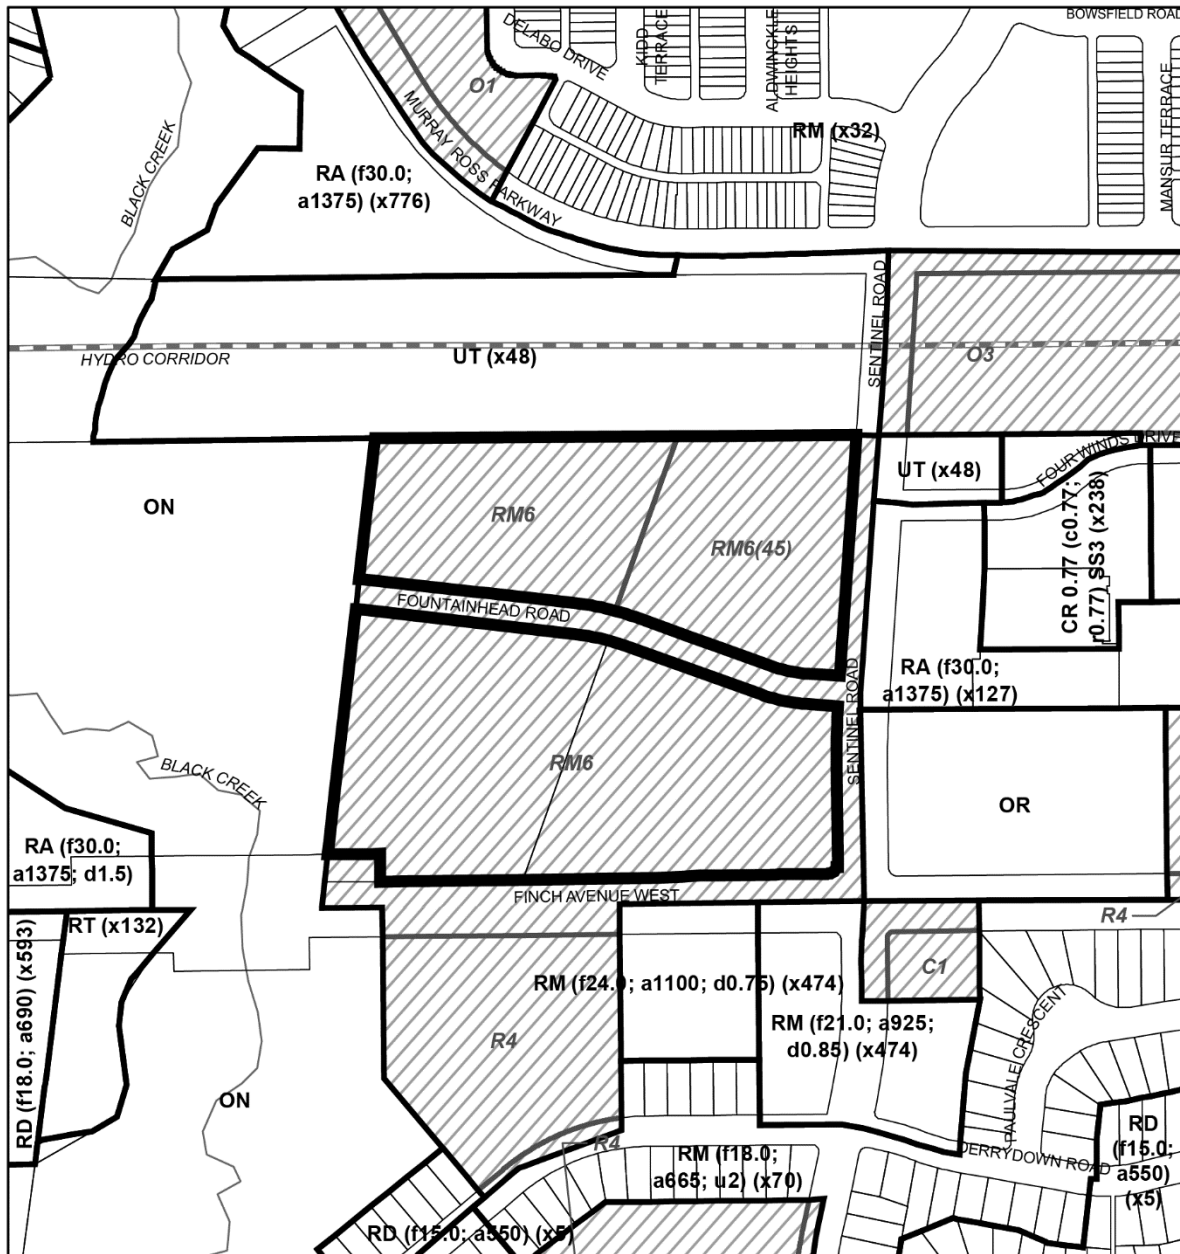 BOWSFIELD ROAD
DELABO DRIVE
KIDD
TERRACE
ALDWINCKLE
HEIGHTS
MANSUR TERRACE
O1
RM (x32)
BLACK CREEK
MURRAY ROSS PARKWAY
RA (f30.0;
a1375) (x776)
SENTINEL ROAD
HYDRO CORRIDOR
UT (x48)
O3
FOUR WINDS DRIVE
UT (x48)
ON
RM6
RM6(45)
CR 0.77 (c0.77;
r0.77) SS3 (x238)
FOUNTAINHEAD ROAD
RA (f30.0;
a1375) (x127)
SENTINEL ROAD
BLACK CREEK
RM6
OR
RA (f30.0;
a1375; d1.5)
FINCH AVENUE WEST
R4
RT (x132)
C1
RD (f18.0; a690) (x593)
RM (f24.0; a1100; d0.75) (x474)
RM (f21.0; a925;
d0.85) (x474)
R4
PAULVALE CRESCENT
ON
R4
RM (f18.0;
a665; u2) (x70)
DERRYDOWN ROAD
RD
(f15.0;
a550)
(x5)
RD (f15.0; a550) (x5)